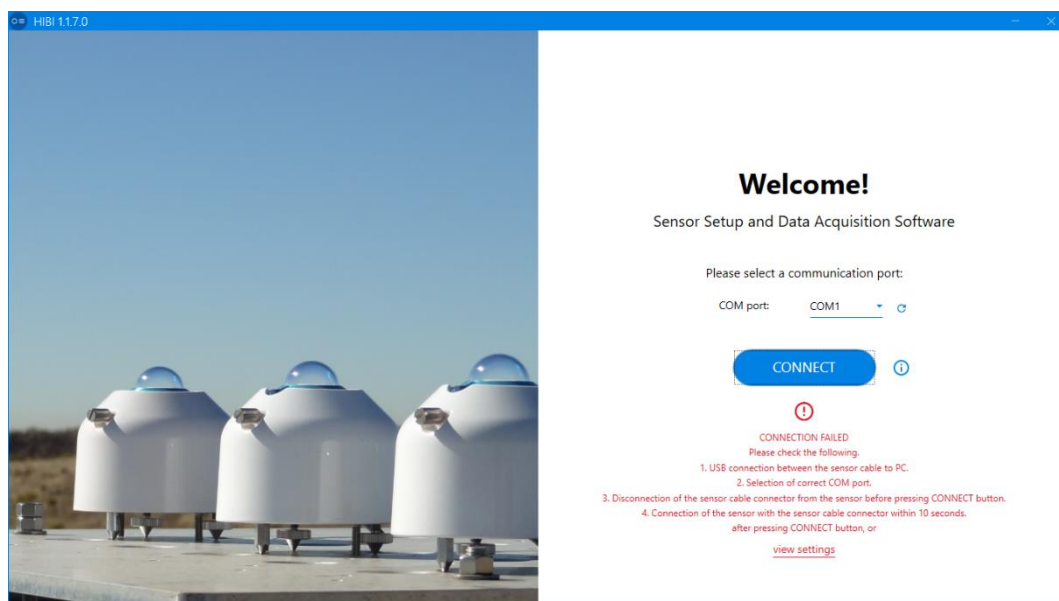 HIBI 1.1.7.0
Welcome!
Sensor Setup and Data Acquisition Software
Please select a communication port:
COM port: COM1
CONNECT
CONNECTION FAILED
Please check the following.
1. USB connection between the sensor cable to PC.
2. Selection of correct COM port.
3. Disconnection of the sensor cable connector from the sensor before pressing CONNECT button.
4. Connection of the sensor with the sensor cable connector within 10 seconds.
after pressing CONNECT button, or
view settings